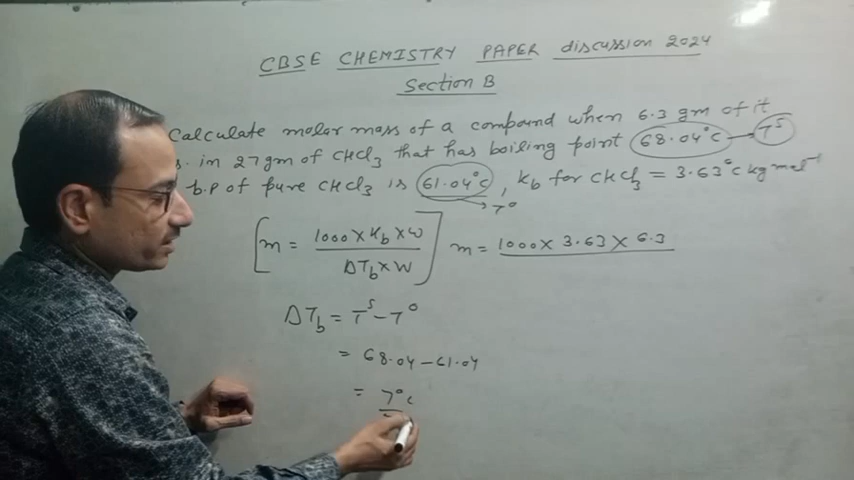 CBSE CHEMISTRY PAPER discussion 2024
Section B
Calculate molar mass of a compound when 6.3 gm of it
s. in 27 gm of CHCl3 that has boiling point 68.04°C → T^s
b.p of pure CHCl3 is 61.04°C, Kb for CHCl3 = 3.63°C kg mol⁻¹
→ T°
[m = 1000 × Kb × w / ΔTb × W] m = 1000 × 3.63 × 6.3
ΔTb = T^s - T°
= 68.04 - 61.04
= 7°C